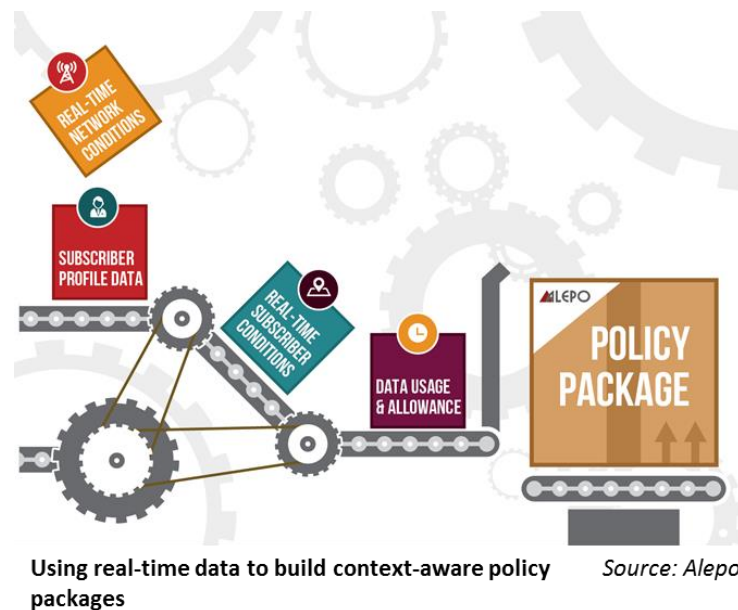 REAL-TIME
NETWORK
CONDITIONS
SUBSCRIBER
PROFILE DATA
REAL-TIME
SUBSCRIBER
CONDITIONS
DATA USAGE
& ALLOWANCE
ALEPO
POLICY
PACKAGE
Using real-time data to build context-aware policy
packages
Source: Alepo